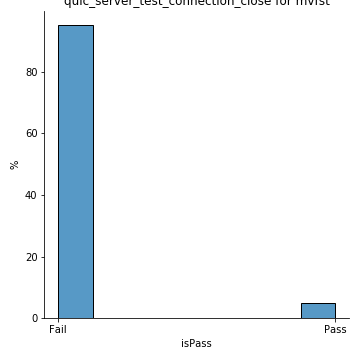 quic_server_test_connection_close for mvfst
80
60
%
40
20
0
Fail
Pass
isPass